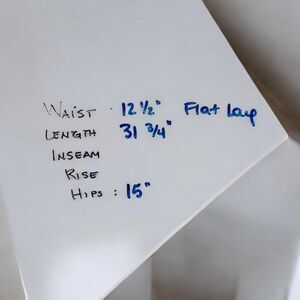 WAIST : 12 ½" Flat Lay
LENGTH 31 ¾"
INSEAM
RISE
HIPS : 15"